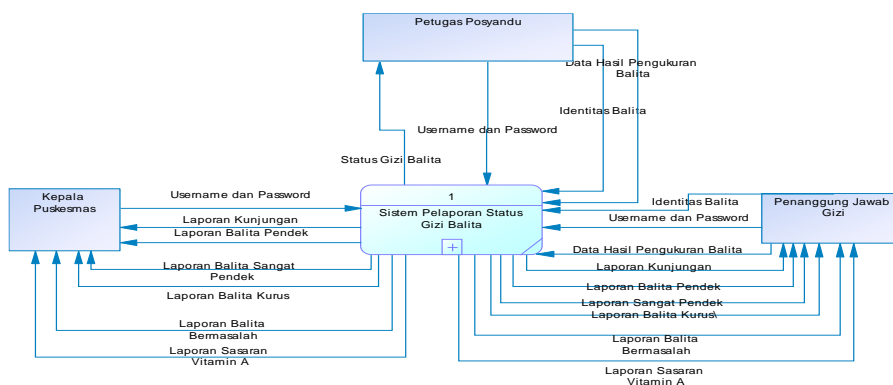 Petugas Posyandu
Data Hasil Pengukuran
Balita
Identitas Balita
Username dan Password
Status Gizi Balita
Kepala
Puskesmas
Username dan Password
Laporan Kunjungan
Laporan Balita Pendek
1
Sistem Pelaporan Status
Gizi Balita
Identitas Balita
Username dan Password
Penanggung Jawab
Gizi
Data Hasil Pengukuran Balita
Laporan Kunjungan
Laporan Balita Sangat
Pendek
Laporan Balita Kurus
Laporan Balita
Bermasalah
Laporan Sasaran
Vitamin A
Laporan Balita Pendek
Laporan Sangat Pendek
Laporan Balita Kurus\
Laporan Balita
Bermasalah
Laporan Sasaran
Vitamin A